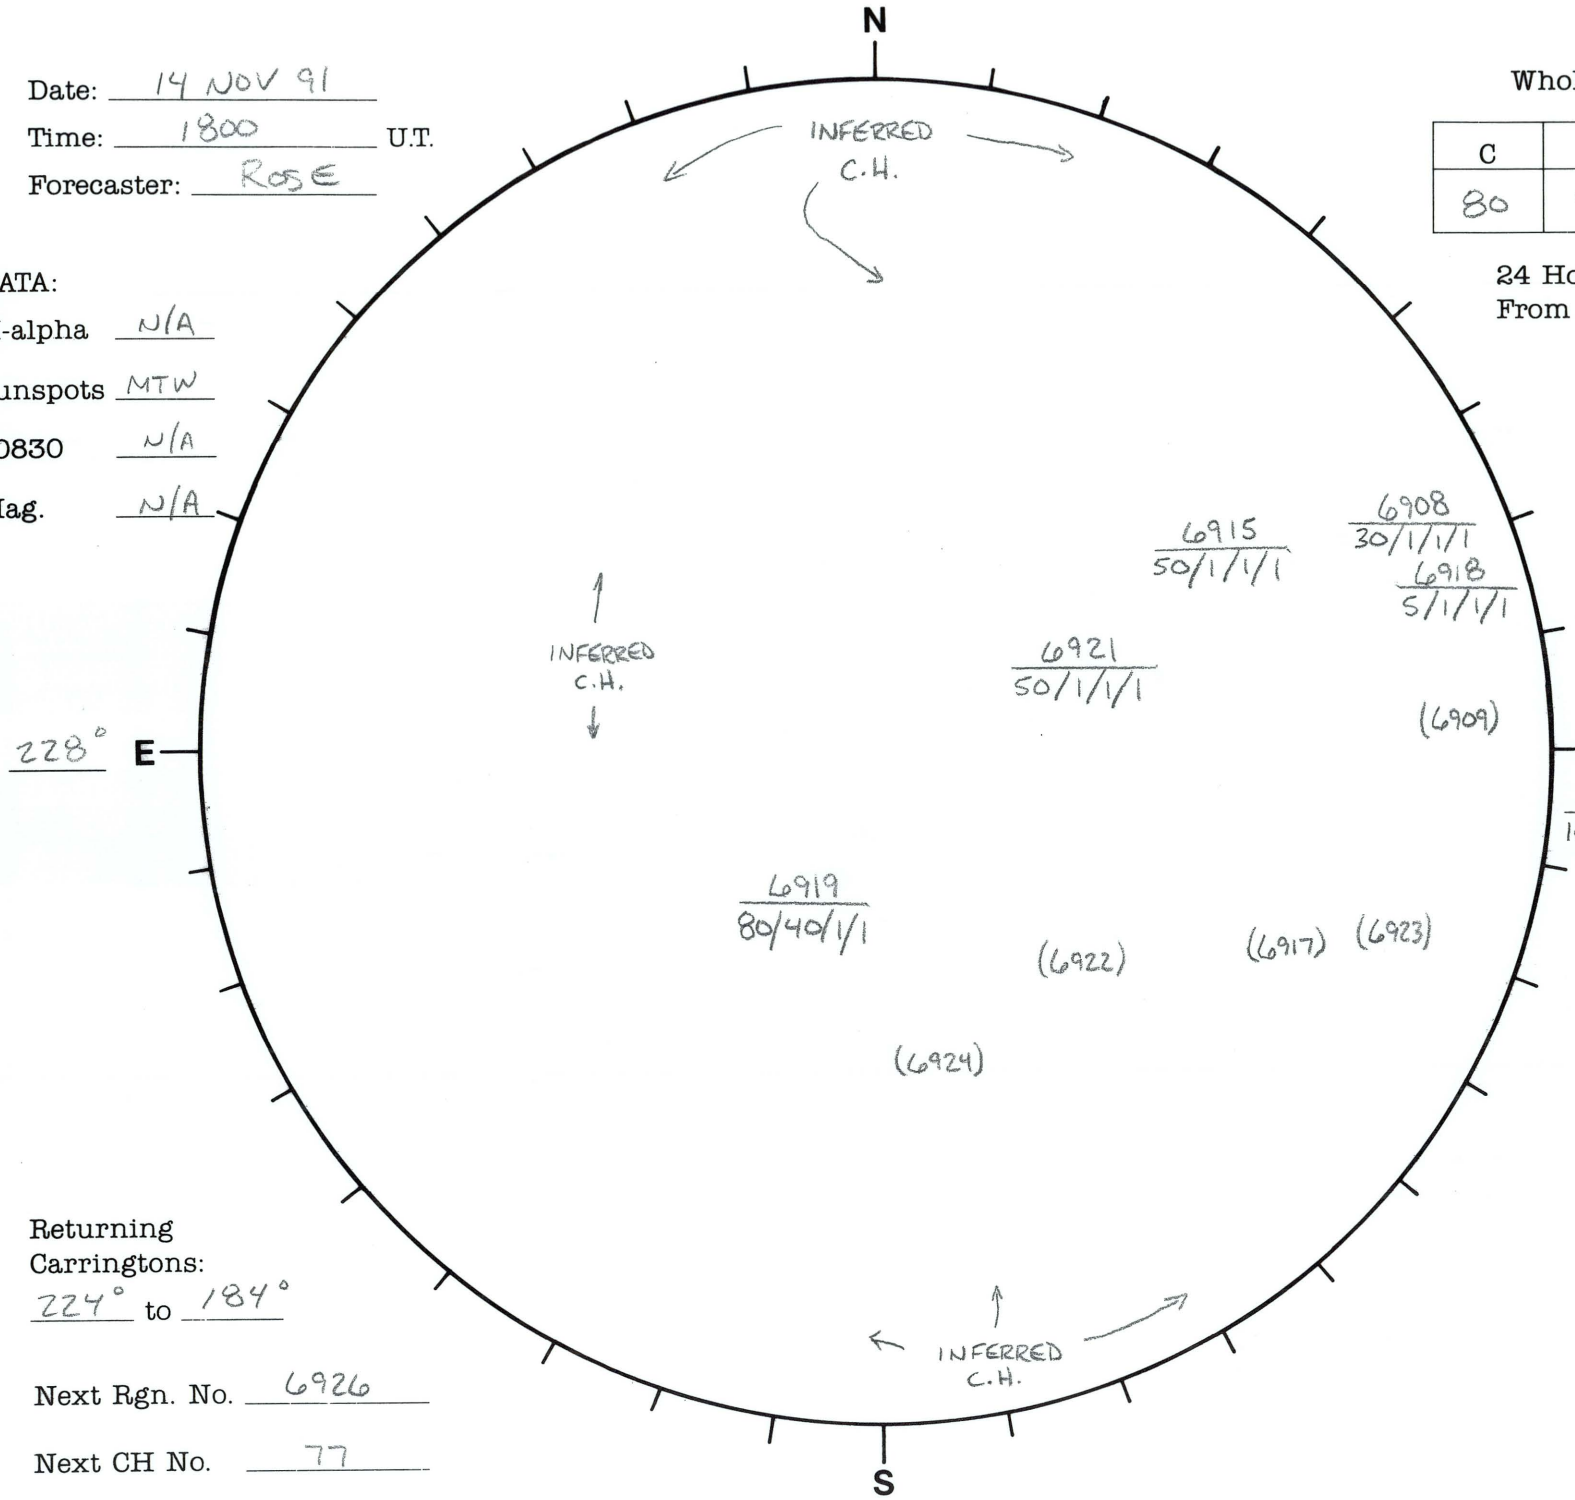 N
Date: 14 NOV 91
Time: 1800 U.T.
Forecaster: ROSE
Whol
C
80
24 Ho
From
ATA:
-alpha N/A
unspots MTW
0830 N/A
ag. N/A
INFERRED
C.H.
6915
50/1/1/1
6908
30/1/1/1
6918
5/1/1/1
INFERRED
C.H.
6921
50/1/1/1
(6909)
228° E
6919
80/40/1/1
(6922)
(6917)
(6923)
(6924)
Returning
Carringtons:
224° to 184°
Next Rgn. No. 6926
Next CH No. 77
INFERRED
C.H.
S